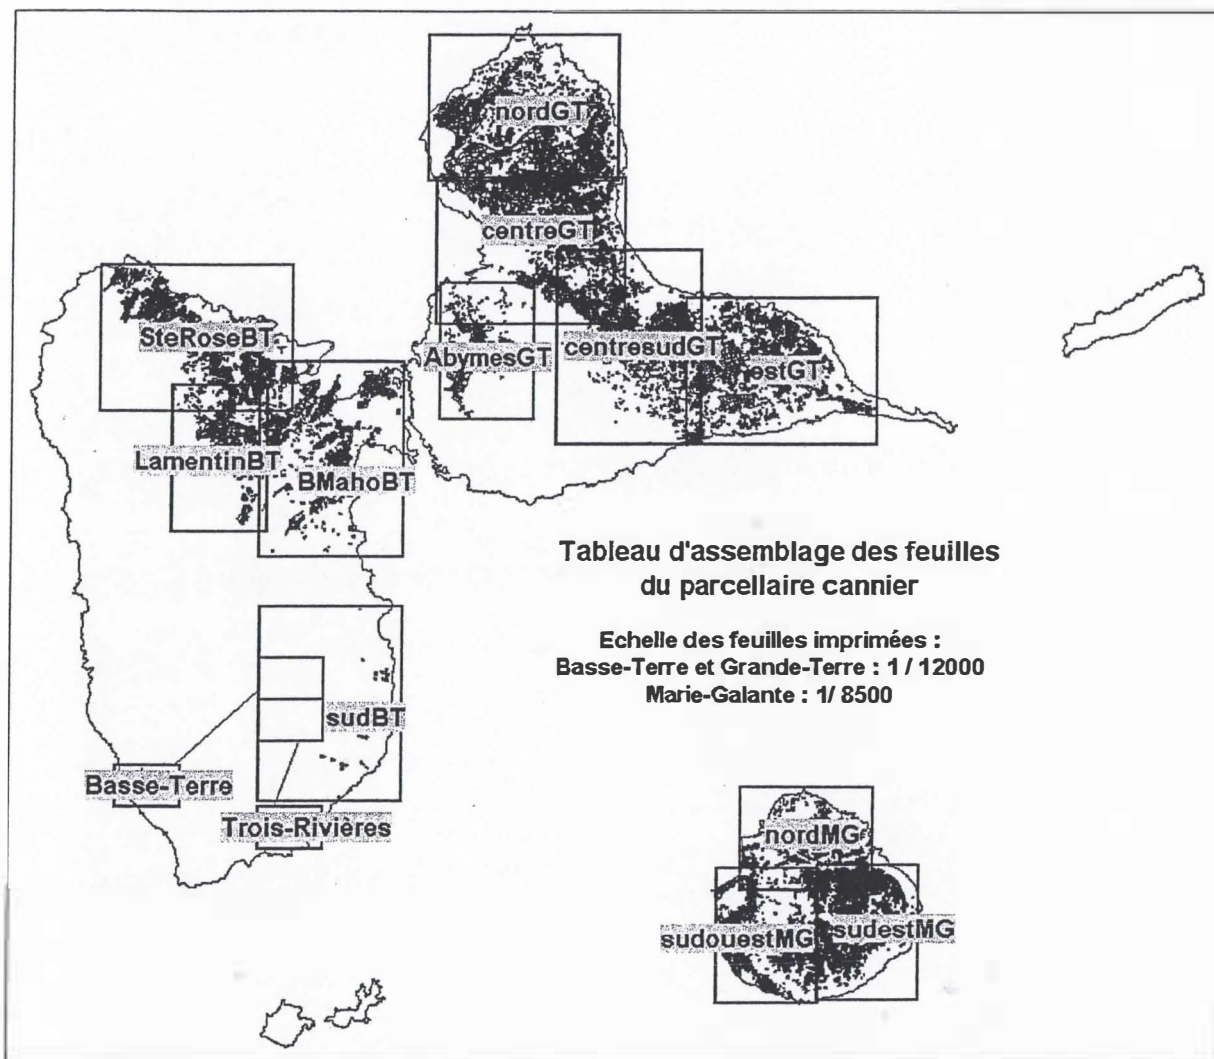 nordGT
centreGT
SteRoseBT
AbymesGT
centresudGT
estGT
LamentinBT
BMahoBT
Tableau d'assemblage des feuilles
du parcellaire cannier
Echelle des feuilles imprimées :
Basse-Terre et Grande-Terre : 1 / 12000
Marie-Galante : 1/ 8500
sudBT
Basse-Terre
Trois-Rivières
nordMG
sudouestMG
sudestMG